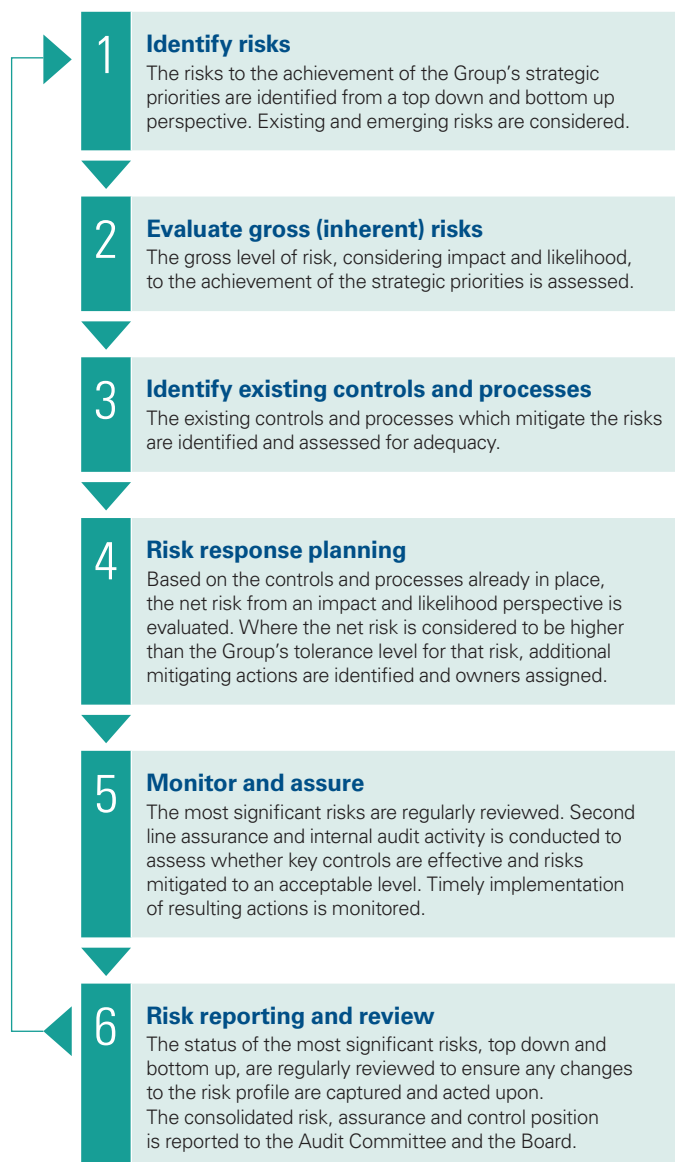 1
Identify risks
The risks to the achievement of the Group's strategic
priorities are identified from a top down and bottom up
perspective. Existing and emerging risks are considered.
2
Evaluate gross (inherent) risks
The gross level of risk, considering impact and likelihood,
to the achievement of the strategic priorities is assessed.
3
Identify existing controls and processes
The existing controls and processes which mitigate the risks
are identified and assessed for adequacy.
4
Risk response planning
Based on the controls and processes already in place,
the net risk from an impact and likelihood perspective is
evaluated. Where the net risk is considered to be higher
than the Group's tolerance level for that risk, additional
mitigating actions are identified and owners assigned.
5
Monitor and assure
The most significant risks are regularly reviewed. Second
line assurance and internal audit activity is conducted to
assess whether key controls are effective and risks
mitigated to an acceptable level. Timely implementation
of resulting actions is monitored.
6
Risk reporting and review
The status of the most significant risks, top down and
bottom up, are regularly reviewed to ensure any changes
to the risk profile are captured and acted upon.
The consolidated risk, assurance and control position
is reported to the Audit Committee and the Board.